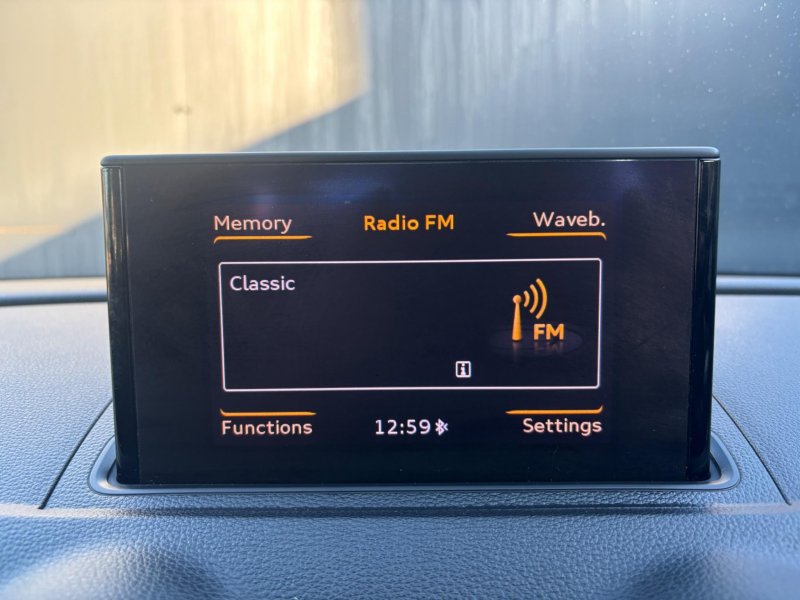 Memory Radio FM Waveb.
Classic
FM
i
Functions 12:59 Settings